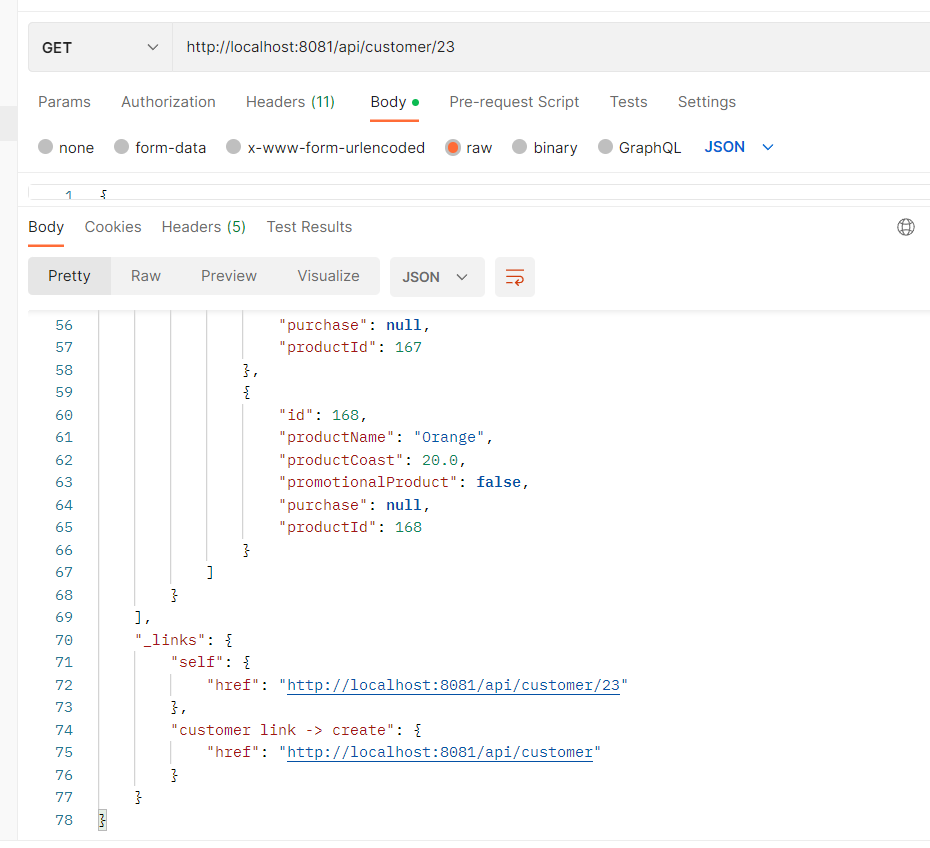 GET http://localhost:8081/api/customer/23
Params Authorization Headers (11) Body Pre-request Script Tests Settings
none form-data x-www-form-urlencoded raw binary GraphQL JSON
1 {
Body Cookies Headers (5) Test Results
Pretty Raw Preview Visualize JSON
56 "purchase": null,
57 "productId": 167
58 },
59 {
60 "id": 168,
61 "productName": "Orange",
62 "productCoast": 20.0,
63 "promotionalProduct": false,
64 "purchase": null,
65 "productId": 168
66 }
67 ]
68 }
69 ],
70 "_links": {
71 "self": {
72 "href": "http://localhost:8081/api/customer/23"
73 },
74 "customer link -> create": {
75 "href": "http://localhost:8081/api/customer"
76 }
77 }
78 }